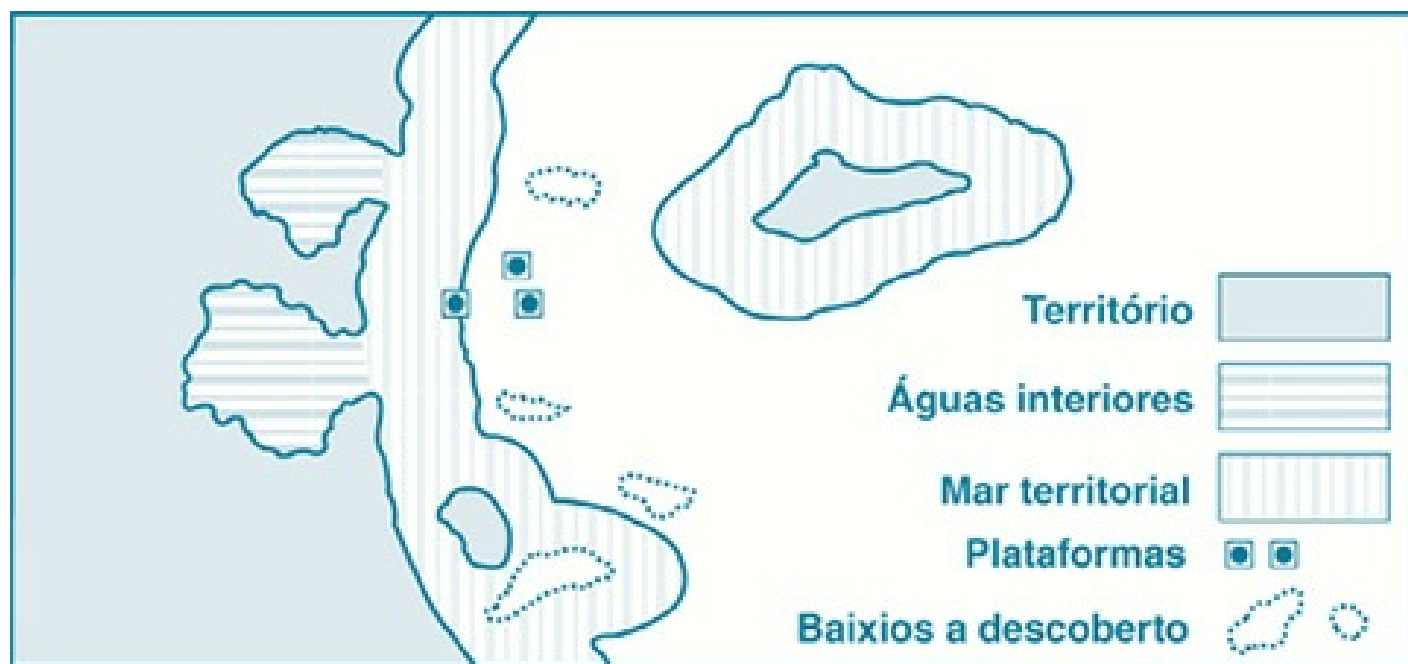 Território
Águas interiores
Mar territorial
Plataformas
Baixios a descoberto